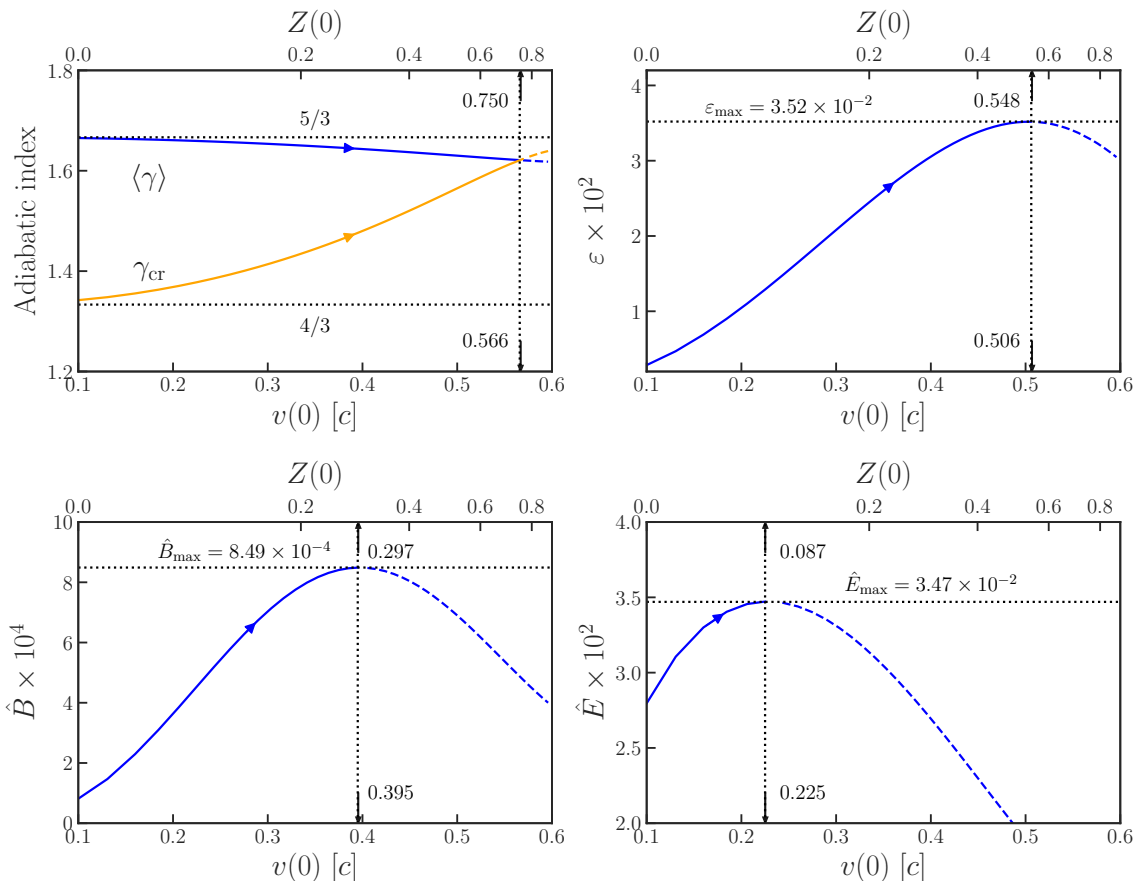 Z(0)
0.0 0.2 0.4 0.6 0.8
1.8
1.6
1.4
1.2
Adiabatic index
5/3
0.750
⟨γ⟩
γcr
4/3
0.566
0.1 0.2 0.3 0.4 0.5 0.6
v(0) [c]
Z(0)
0.0 0.2 0.4 0.6 0.8
4
3
2
1
ε × 10²
εmax = 3.52 × 10⁻²
0.548
0.506
0.1 0.2 0.3 0.4 0.5 0.6
v(0) [c]
Z(0)
0.0 0.2 0.4 0.6 0.8
10
8
6
4
2
0
B̂ × 10⁴
B̂max = 8.49 × 10⁻⁴
0.297
0.395
0.1 0.2 0.3 0.4 0.5 0.6
v(0) [c]
Z(0)
0.0 0.2 0.4 0.6 0.8
4.0
3.5
3.0
2.5
2.0
Ê × 10²
0.087
Êmax = 3.47 × 10⁻²
0.225
0.1 0.2 0.3 0.4 0.5 0.6
v(0) [c]